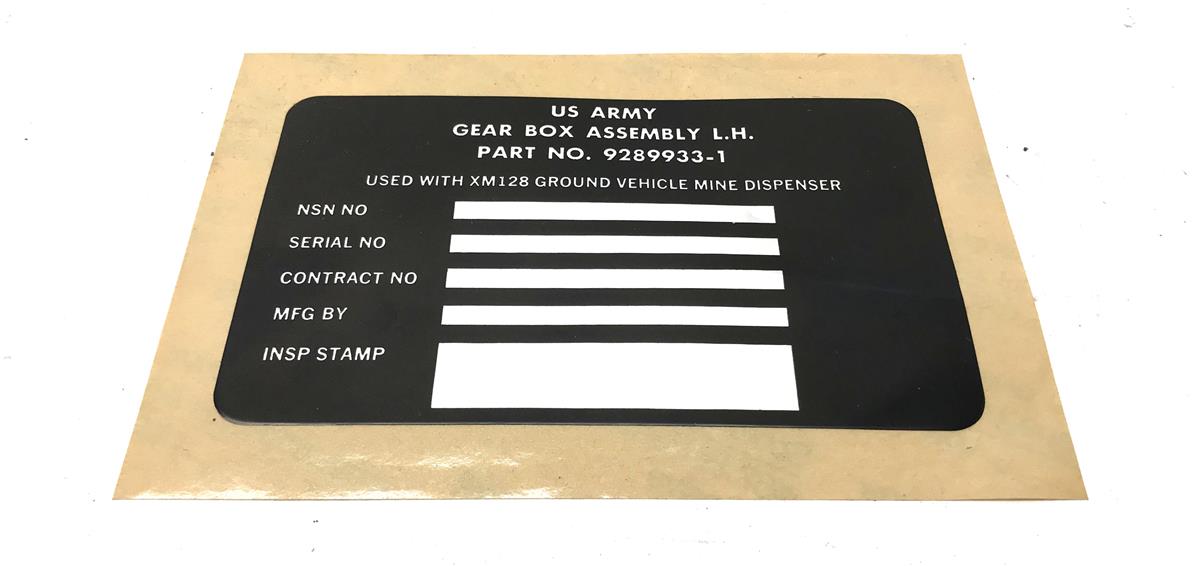 US ARMY
GEAR BOX ASSEMBLY L.H.
PART NO. 9289933-1
USED WITH XM128 GROUND VEHICLE MINE DISPENSER
NSN NO
SERIAL NO
CONTRACT NO
MFG BY
INSP STAMP